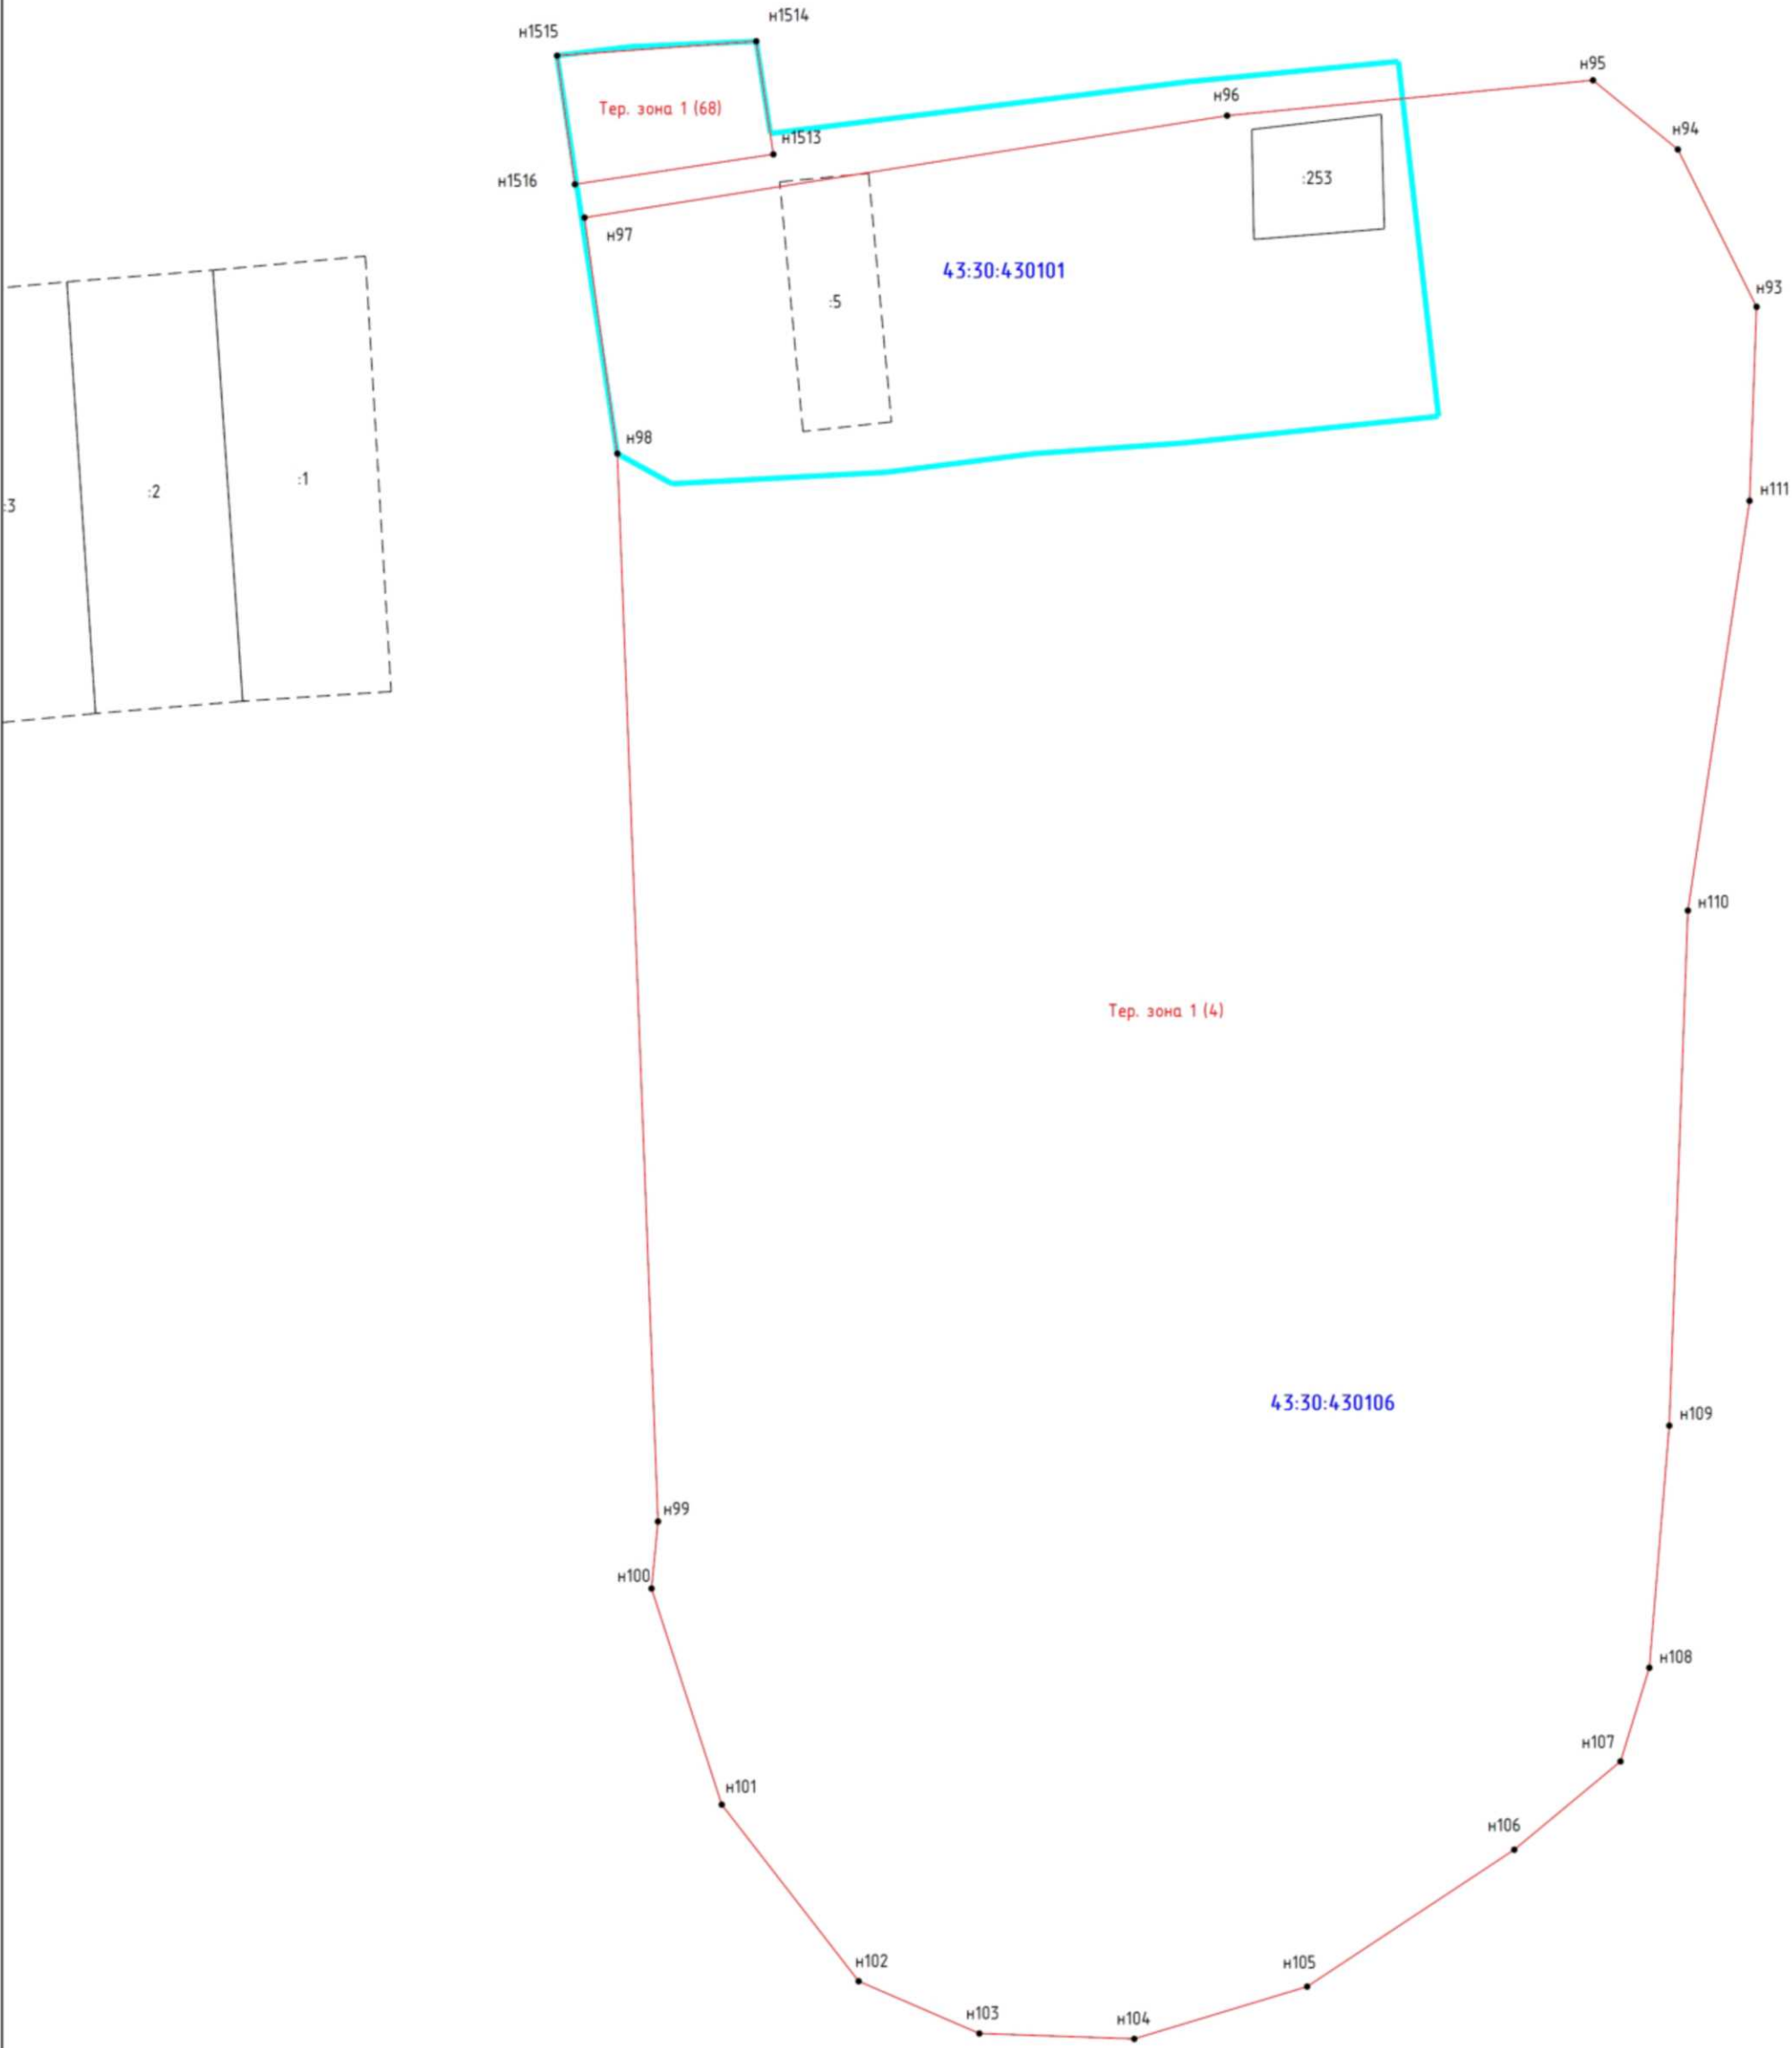 н1514
н1515
н95
н96
Тер. зона 1 (68)
н94
н1513
:253
н1516
н97
43:30:430101
н93
:5
н98
:1
:2
н111
:3
н110
Тер. зона 1 (4)
43:30:430106
н109
н99
н100
н108
н107
н101
н106
н102
н105
н103
н104